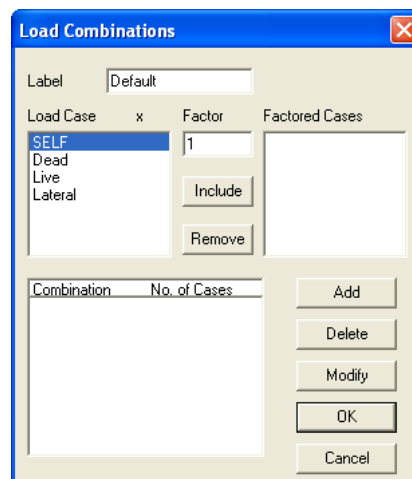 Load Combinations
Label Default
Load Case x Factor Factored Cases
SELF 1
Dead
Live
Lateral
Include
Remove
Combination No. of Cases
Add
Delete
Modify
OK
Cancel